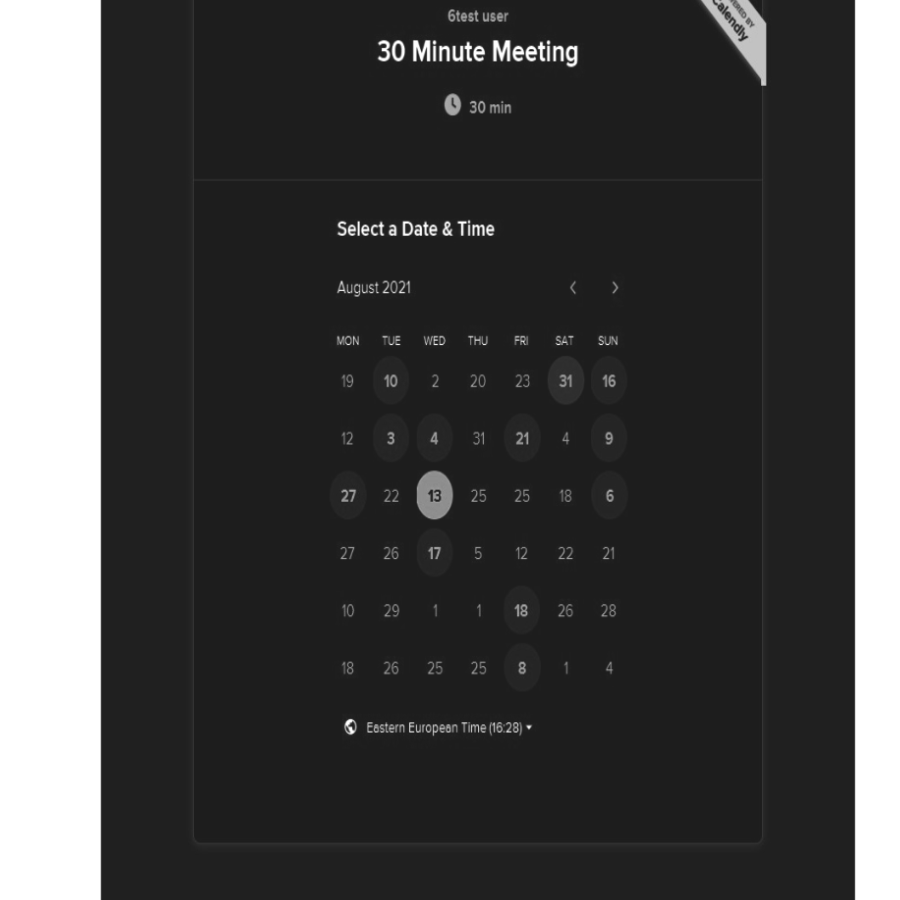 6test user
30 Minute Meeting
30 min
Calendly
Select a Date & Time
August 2021
MON TUE WED THU FRI SAT SUN
19 10 2 20 23 31 16
12 3 4 31 21 4 9
27 22 13 25 25 18 6
27 26 17 5 12 22 21
10 29 1 1 18 26 28
18 26 25 25 8 1 4
Eastern European Time (16:28)